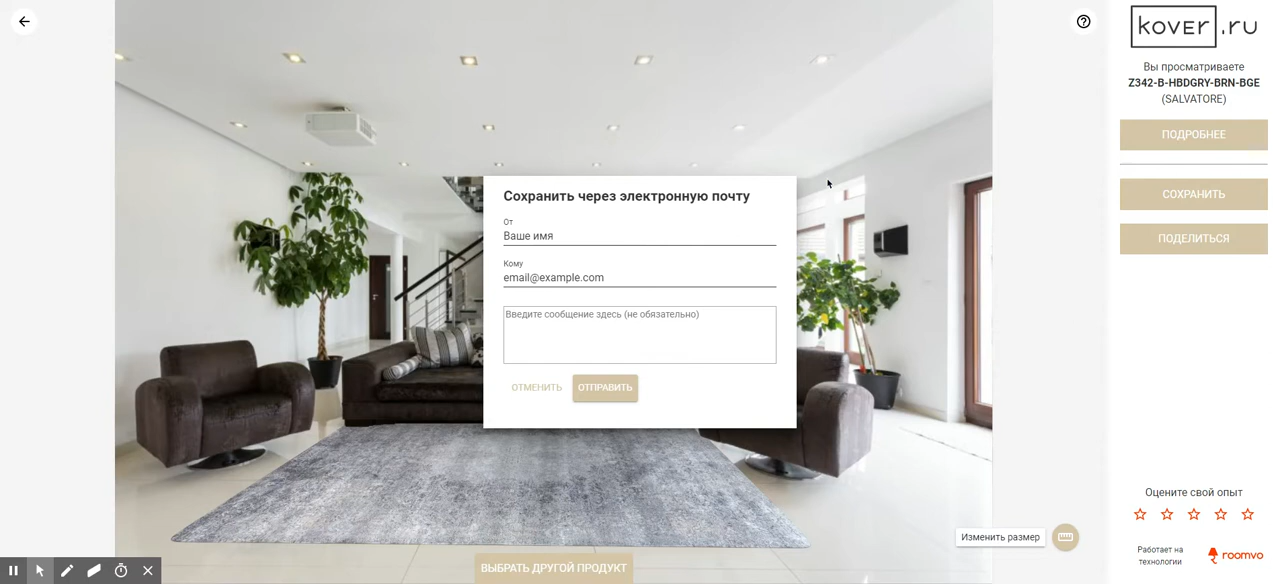 kover.ru
Вы просматриваете
Z342-B-HBDGRY-BRN-BGE
(SALVATORE)
ПОДРОБНЕЕ
СОХРАНИТЬ
ПОДЕЛИТЬСЯ
Сохранить через электронную почту
От
Ваше имя
Кому
email@example.com
Введите сообщение здесь (не обязательно)
ОТМЕНИТЬ
ОТПРАВИТЬ
Изменить размер
ВЫБРАТЬ ДРУГОЙ ПРОДУКТ
Оцените свой опыт
Работает на
технологии
roomvo